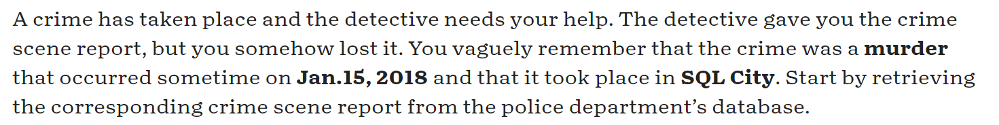 A crime has taken place and the detective needs your help. The detective gave you the crime
scene report, but you somehow lost it. You vaguely remember that the crime was a murder
that occurred sometime on Jan.15, 2018 and that it took place in SQL City. Start by retrieving
the corresponding crime scene report from the police department’s database.